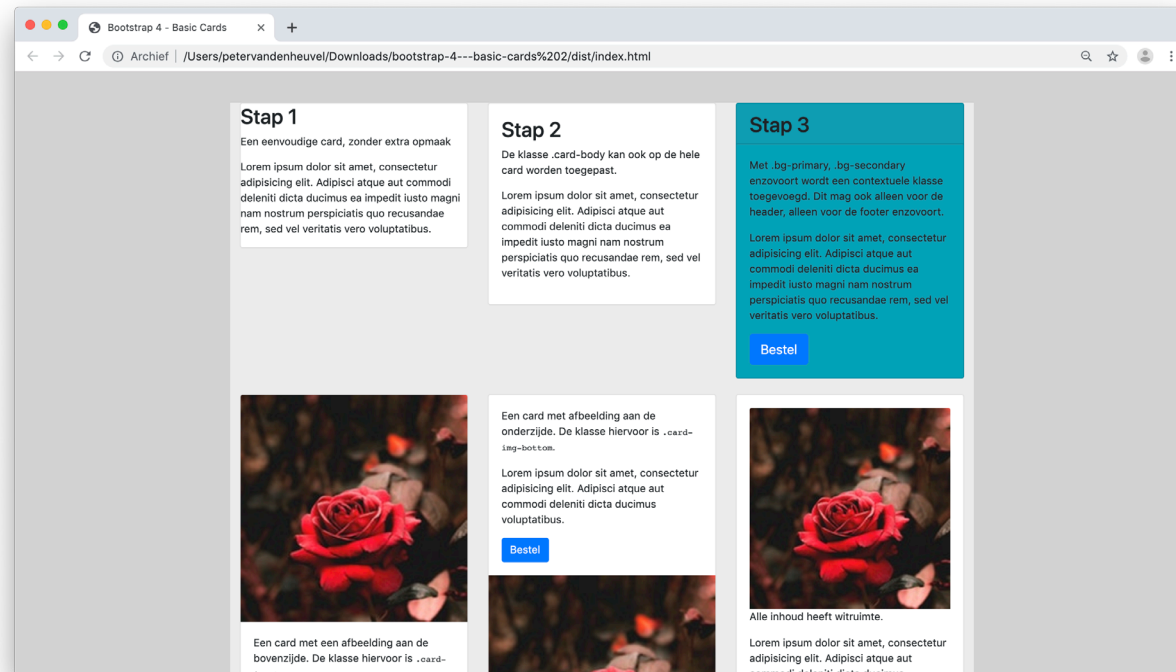 Bootstrap 4 - Basic Cards
Archief
/Users/petervandenheuvel/Downloads/bootstrap-4---basic-cards%202/dist/index.html
Stap 1
Een eenvoudige card, zonder extra opmaak
Lorem ipsum dolor sit amet, consectetur
adipisicing elit. Adipisci atque aut commodi
deleniti dicta ducimus ea impedit iusto magni
nam nostrum perspiciatis quo recusandae
rem, sed vel veritatis vero voluptatibus.
Stap 2
De klasse .card-body kan ook op de hele
card worden toegepast.
Lorem ipsum dolor sit amet, consectetur
adipisicing elit. Adipisci atque aut
commodi deleniti dicta ducimus ea
impedit iusto magni nam nostrum
perspiciatis quo recusandae rem, sed vel
veritatis vero voluptatibus.
Stap 3
Met .bg-primary, .bg-secondary
enzovoort wordt een contextuele klasse
toegevoegd. Dit mag ook alleen voor de
header, alleen voor de footer enzovoort.
Lorem ipsum dolor sit amet, consectetur
adipisicing elit. Adipisci atque aut
commodi deleniti dicta ducimus ea
impedit iusto magni nam nostrum
perspiciatis quo recusandae rem, sed vel
veritatis vero voluptatibus.
Bestel
Een card met een afbeelding aan de
bovenzijde. De klasse hiervoor is .card-
Een card met afbeelding aan de
onderzijde. De klasse hiervoor is .card-
img-bottom.
Lorem ipsum dolor sit amet, consectetur
adipisicing elit. Adipisci atque aut
commodi deleniti dicta ducimus
voluptatibus.
Bestel
Alle inhoud heeft witruimte.
Lorem ipsum dolor sit amet, consectetur
adipisicing elit. Adipisci atque aut